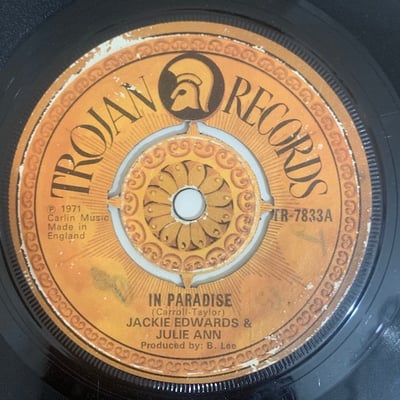 TROJAN RECORDS
℗ 1971
Carlin Music
Made in
England
TR-7833A
IN PARADISE
(Carroll-Taylor)
JACKIE EDWARDS &
JULIE ANN
Produced by: B. Lee